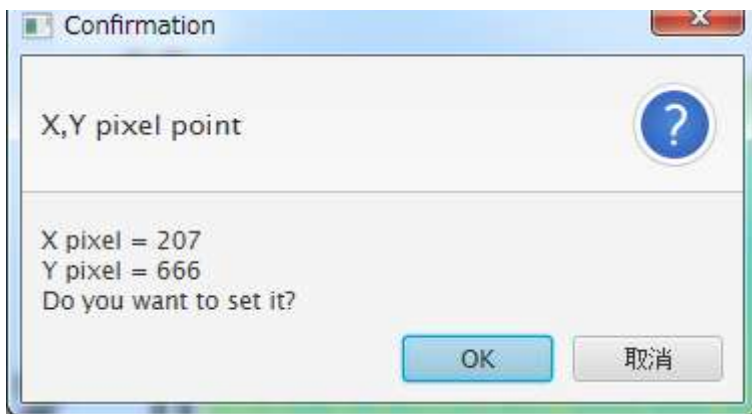 Confirmation
X,Y pixel point
?
X pixel = 207
Y pixel = 666
Do you want to set it?
OK
取消